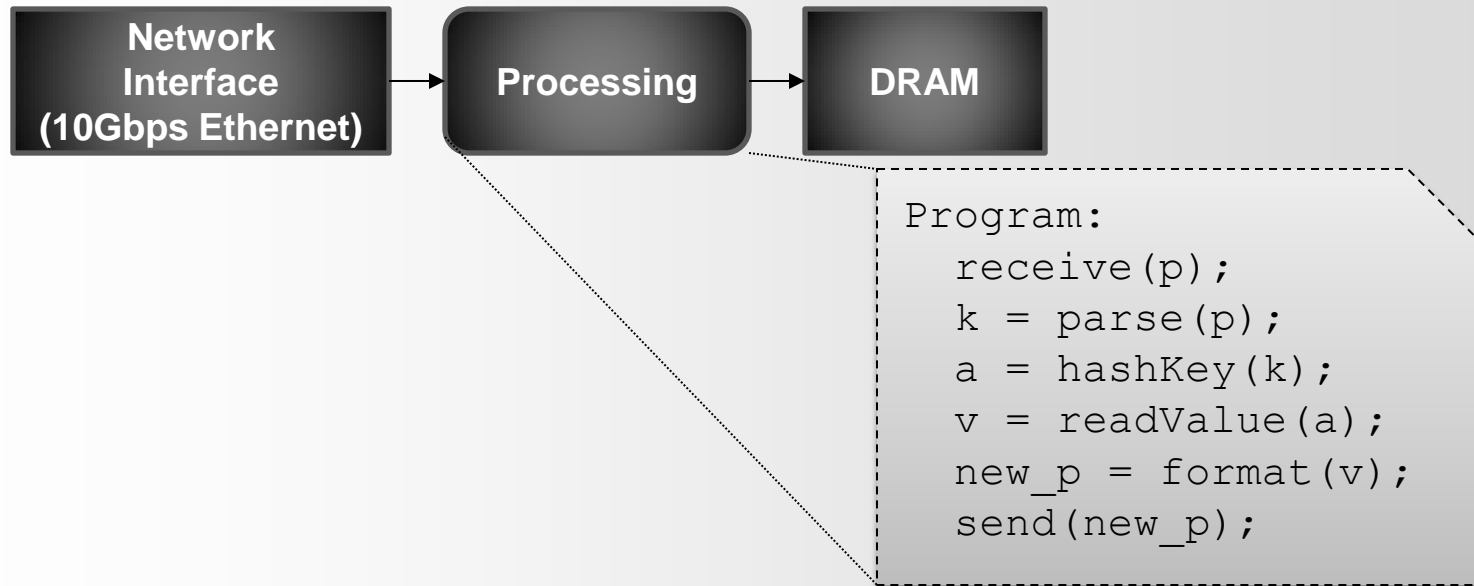 Network
Interface
(10Gbps Ethernet)
Processing
DRAM
Program:
receive(p);
k = parse(p);
a = hashKey(k);
v = readValue(a);
new_p = format(v);
send(new_p);